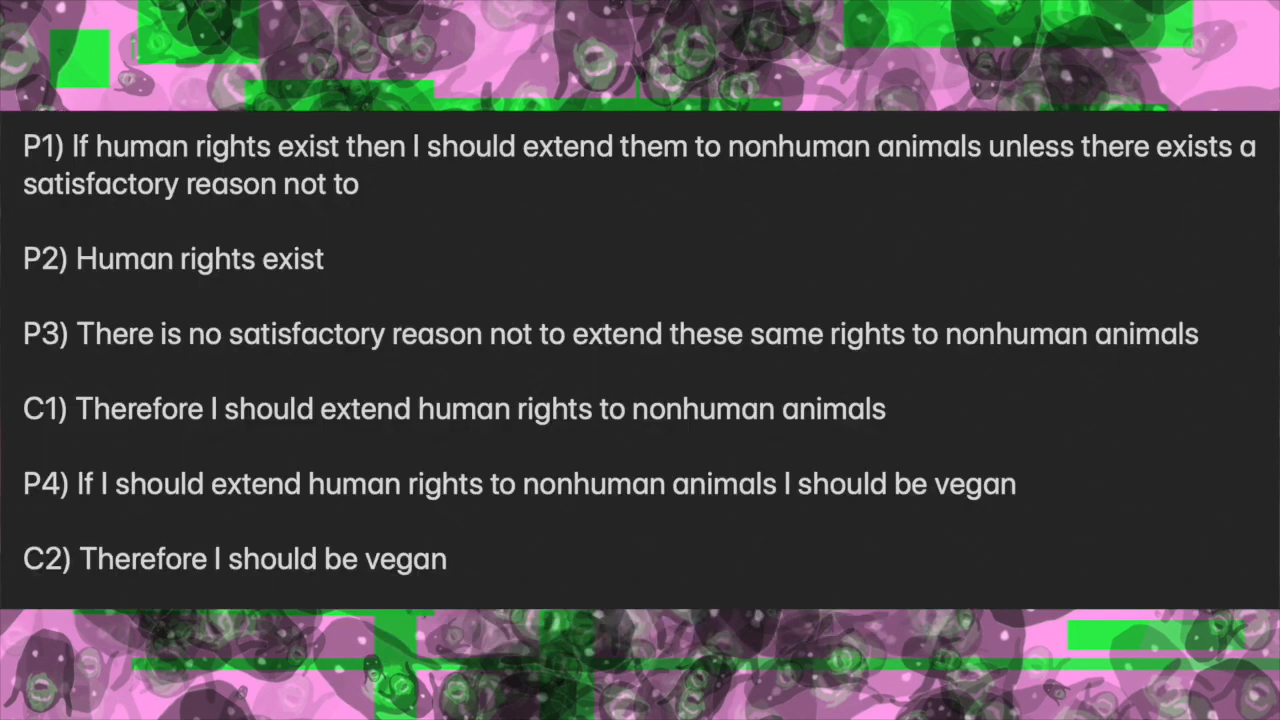 P1) If human rights exist then I should extend them to nonhuman animals unless there exists a
satisfactory reason not to
P2) Human rights exist
P3) There is no satisfactory reason not to extend these same rights to nonhuman animals
C1) Therefore I should extend human rights to nonhuman animals
P4) If I should extend human rights to nonhuman animals I should be vegan
C2) Therefore I should be vegan